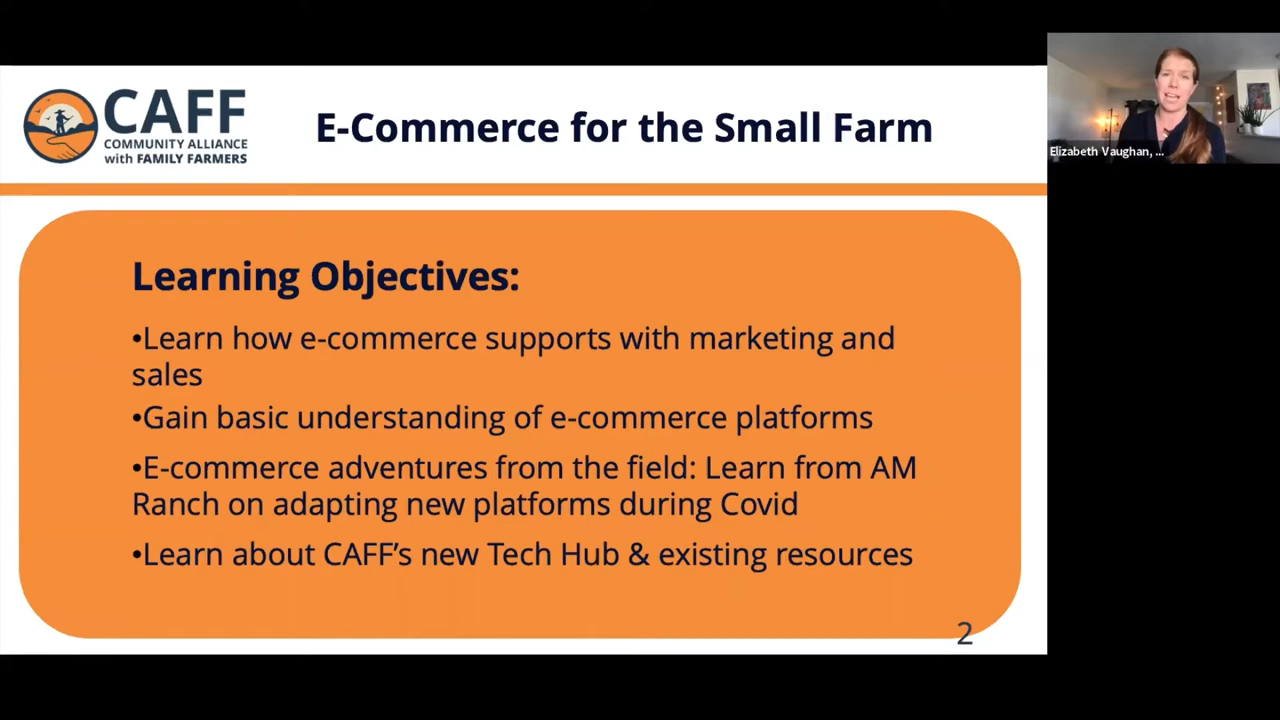 CAFF
COMMUNITY ALLIANCE
with FAMILY FARMERS
E-Commerce for the Small Farm
Elizabeth Vaughan, ...
Learning Objectives:
•Learn how e-commerce supports with marketing and
sales
•Gain basic understanding of e-commerce platforms
•E-commerce adventures from the field: Learn from AM
Ranch on adapting new platforms during Covid
•Learn about CAFF’s new Tech Hub & existing resources
2